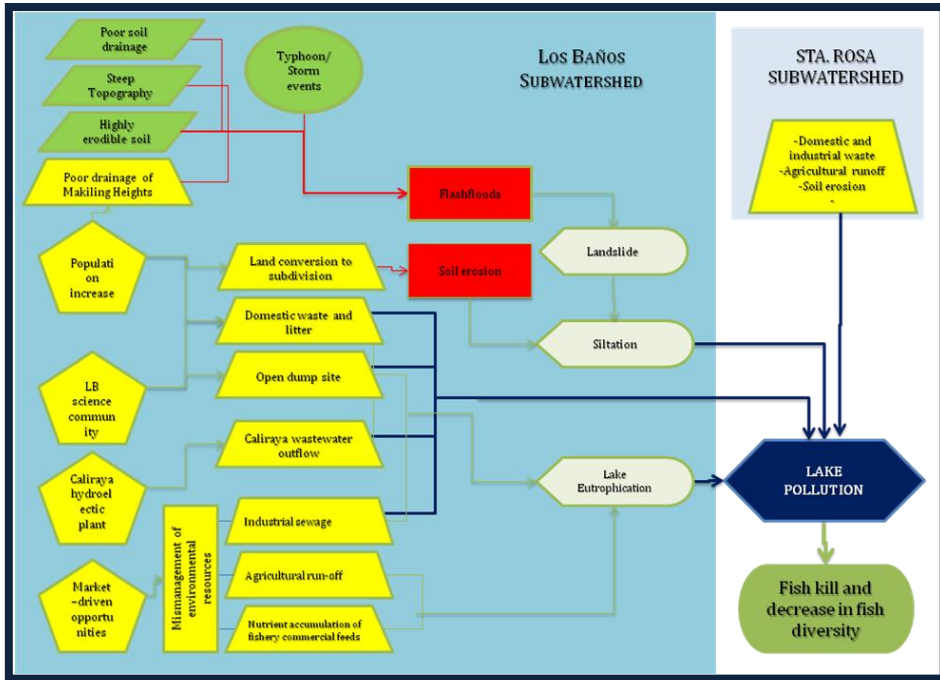 Poor soil
drainage
Steep
Topography
Highly
erodible soil
Poor drainage of
Makiling Heights
Typhoon/
Storm
events
LOS BAÑOS
SUBWATERSHED
STA. ROSA
SUBWATERSHED
-Domestic and
industrial waste
-Agricultural runoff
-Soil erosion
-
Flashfloods
Populati
on
increase
Land conversion to
subdivision
Soil erosion
Landslide
Domestic waste and
litter
Siltation
Open dump site
LB
science
commun
ity
Caliraya wastewater
outflow
Caliraya
hydroel
ectic
plant
Lake
Eutrophication
LAKE
POLLUTION
Mismanagement of
environmental
resources
Industrial sewage
Agricultural run-off
Market
-driven
opportu
nities
Nutrient accumulation of
fishery commercial feeds
Fish kill and
decrease in fish
diversity